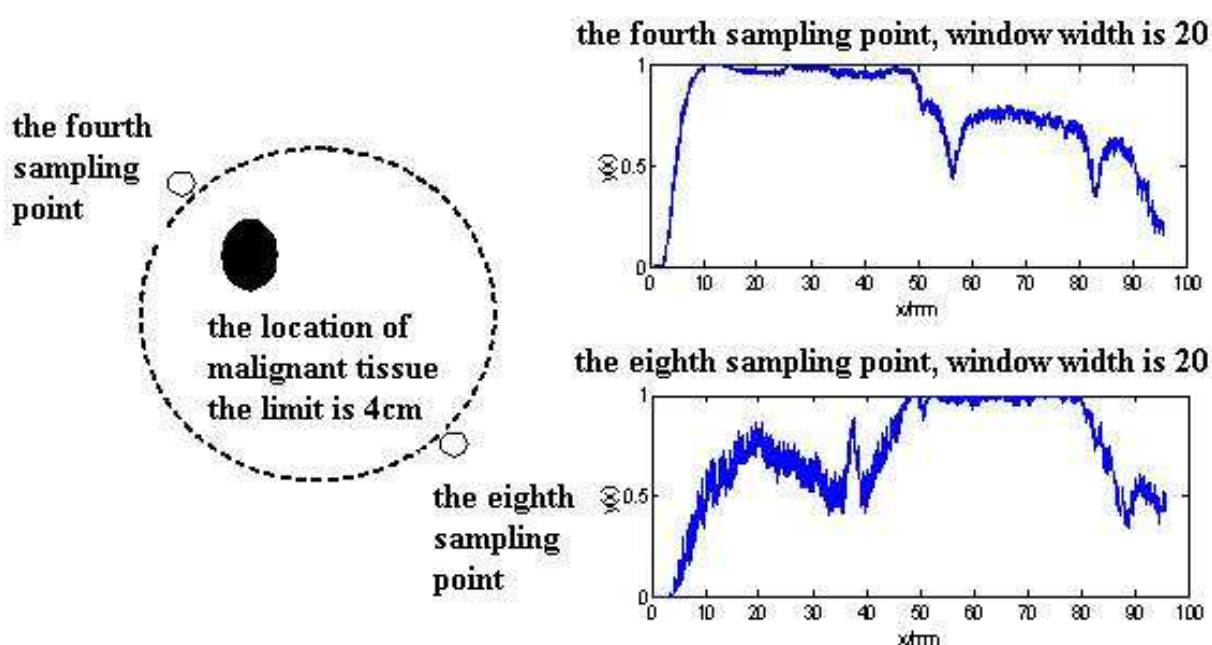 the fourth
sampling
point
the location of
malignant tissue
the limit is 4cm
the eighth
sampling
point
the fourth sampling point, window width is 20
1
0.5
0
y(x)
0 10 20 30 40 50 60 70 80 90 100
x/mm
the eighth sampling point, window width is 20
1
0.5
0
y(x)
0 10 20 30 40 50 60 70 80 90 100
x/mm